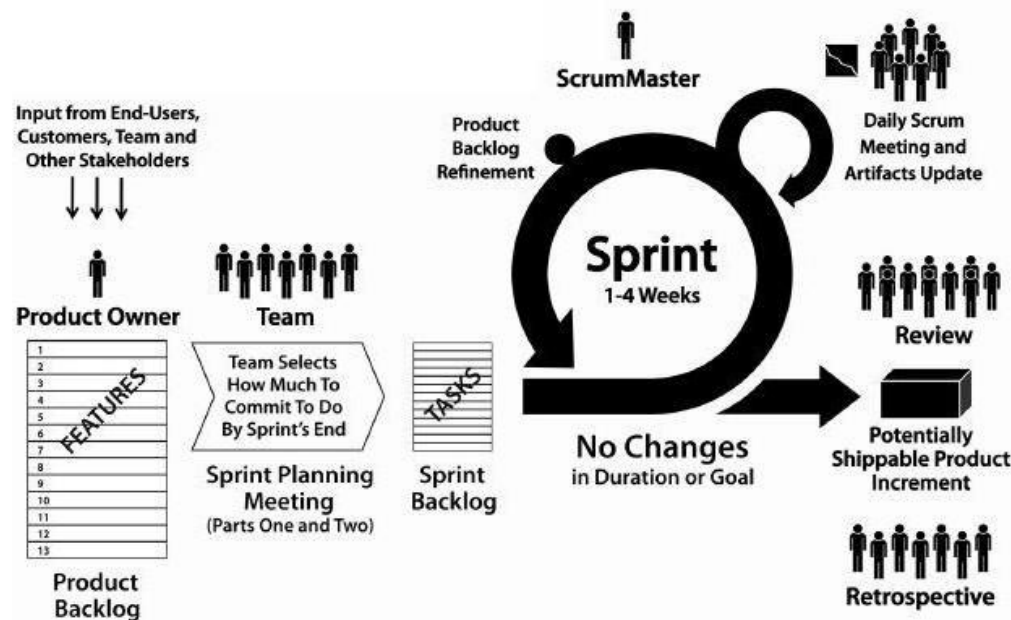 Input from End-Users,
Customers, Team and
Other Stakeholders
Product Owner
1
2
3
4
5
6
7
8
9
10
11
12
13
FEATURES
Product
Backlog
Team
Team Selects
How Much To
Commit To Do
By Sprint's End
Sprint Planning
Meeting
(Parts One and Two)
TASKS
Sprint
Backlog
ScrumMaster
Product
Backlog
Refinement
Sprint
1-4 Weeks
No Changes
in Duration or Goal
Daily Scrum
Meeting and
Artifacts Update
Review
Potentially
Shippable Product
Increment
Retrospective